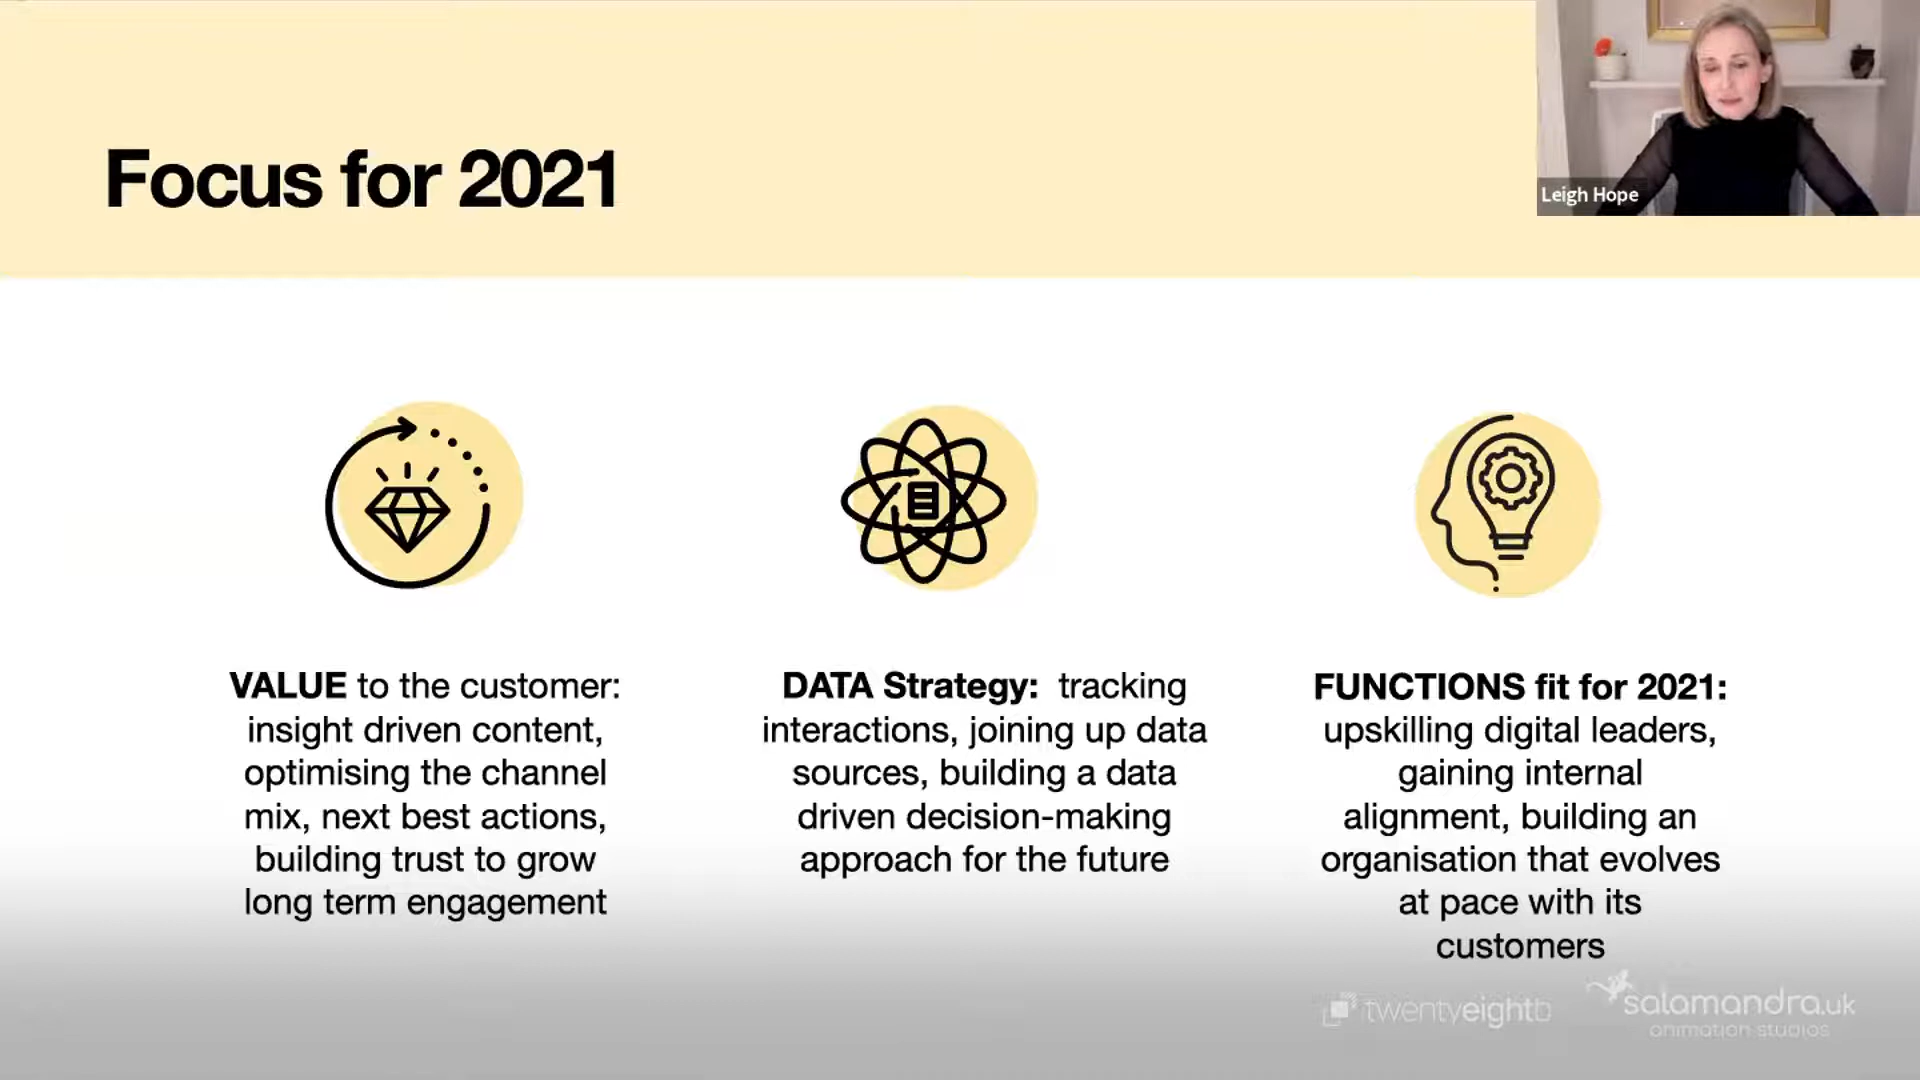 Leigh Hope
Focus for 2021
VALUE to the customer:
insight driven content,
optimising the channel
mix, next best actions,
building trust to grow
long term engagement
DATA Strategy: tracking
interactions, joining up data
sources, building a data
driven decision-making
approach for the future
FUNCTIONS fit for 2021:
upskilling digital leaders,
gaining internal
alignment, building an
organisation that evolves
at pace with its
customers
twentyeightb
salamandra.uk
animation studios